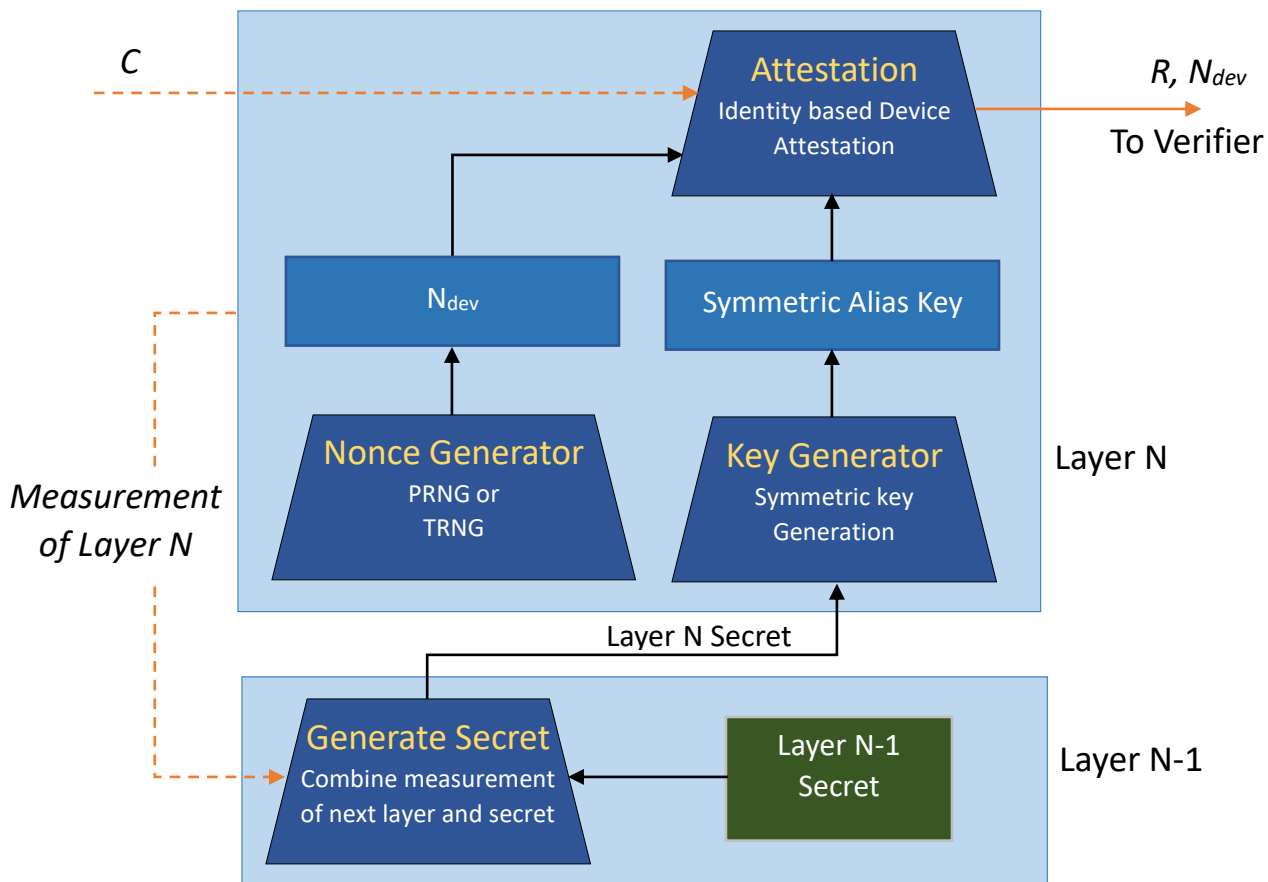 C
Attestation
Identity based Device
Attestation
R, Ndev
To Verifier
Ndev
Symmetric Alias Key
Nonce Generator
PRNG or
TRNG
Key Generator
Symmetric key
Generation
Layer N
Measurement
of Layer N
Layer N Secret
Generate Secret
Combine measurement
of next layer and secret
Layer N-1
Secret
Layer N-1